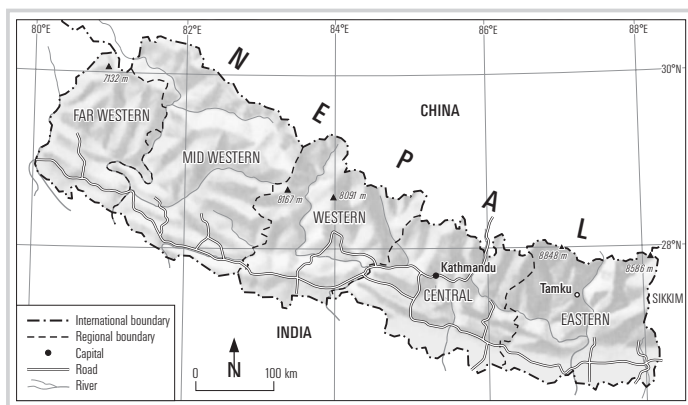 80°E
82°E
84°E
86°E
88°E
NEPAL
30°N
7132 m
FAR WESTERN
CHINA
MID WESTERN
8167 m
8091 m
WESTERN
28°N
8848 m
8586 m
Kathmandu
Tamku
SIKKIM
CENTRAL
EASTERN
INDIA
International boundary
Regional boundary
Capital
Road
River
N
0 100 km